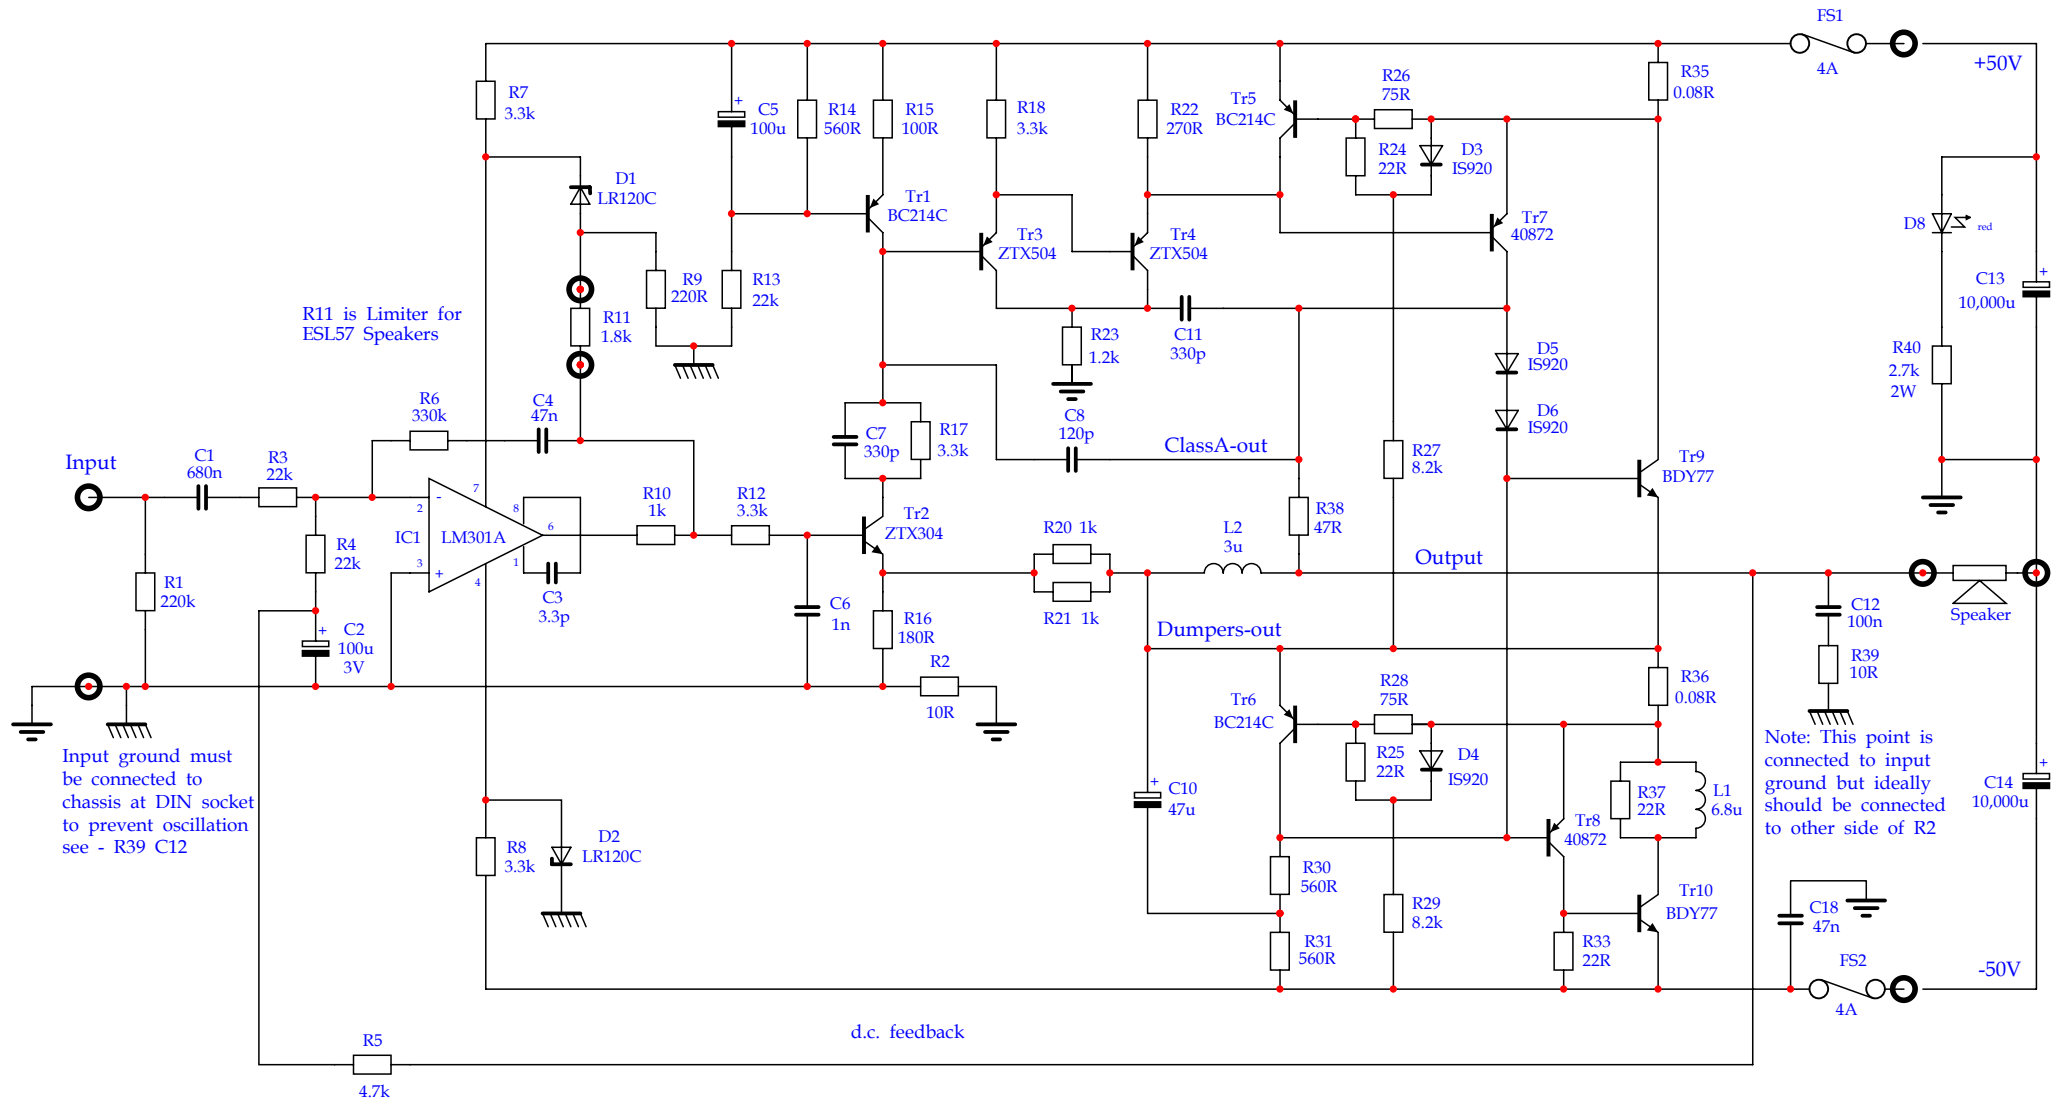 FS1
4A
+50V
R7
3.3k
C5
100u
+
R14
560R
R15
100R
R18
3.3k
R22
270R
Tr5
BC214C
R26
75R
R24
22R
D3
IS920
R35
0.08R
D1
LR120C
Tr1
BC214C
Tr3
ZTX504
Tr4
ZTX504
Tr7
40872
D8
red
R9
220R
R13
22k
C13
10,000u
+
R11 is Limiter for
ESL57 Speakers
R11
1.8k
R23
1.2k
C11
330p
D5
IS920
R40
2.7k
2W
R6
330k
C4
47n
C7
330p
R17
3.3k
C8
120p
ClassA-out
D6
IS920
R27
8.2k
Tr9
BDY77
Input
C1
680n
R3
22k
7
-
2
8
6
IC1
LM301A
3
+
4
1
R10
1k
R12
3.3k
Tr2
ZTX304
R20 1k
L2
3u
R38
47R
Output
R4
22k
R1
220k
C3
3.3p
C6
1n
R16
180R
R21 1k
C12
100n
Speaker
+
C2
100u
3V
Dumpers-out
R2
10R
R39
10R
Tr6
BC214C
R28
75R
R36
0.08R
Input ground must
be connected to
chassis at DIN socket
to prevent oscillation
see - R39 C12
R25
22R
D4
IS920
Note: This point is
connected to input
ground but ideally
should be connected
to other side of R2
+
C10
47u
R37
22R
L1
6.8u
+
C14
10,000u
R8
3.3k
D2
LR120C
Tr8
40872
R30
560R
R29
8.2k
Tr10
BDY77
C18
47n
R31
560R
R33
22R
FS2
4A
-50V
d.c. feedback
R5
4.7k